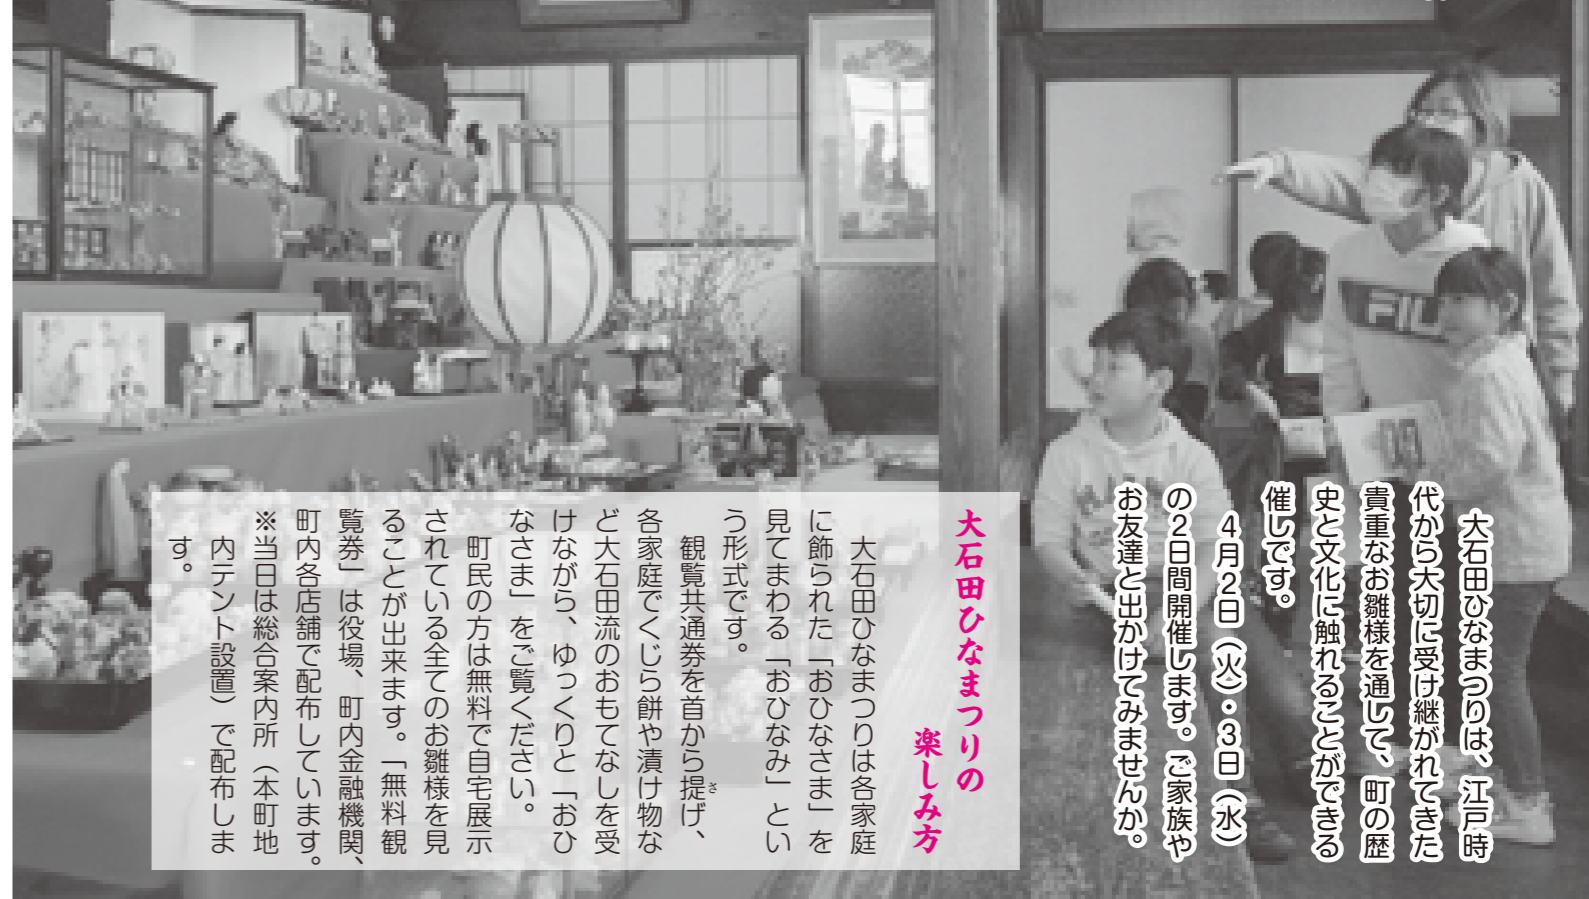 大石田ひなまつりは、江戸時
代から大切に受け継がれてきた
貴重なお雛様を通して、町の歴
史と文化に触れることができる
催しです。
４月２日（火）・３日（水）
の２日間開催します。ご家族や
お友達と出かけてみませんか。
大石田ひなまつりの
楽しみ方
大石田ひなまつりは各家庭
に飾られた「おひなさま」を
見てまわる「おひなみ」とい
う形式です。
観覧共通券を首から提げ、
さ
各家庭でくじら餅や漬け物な
ど大石田流のおもてなしを受
けながら、ゆっくりと「おひ
なさま」をご覧ください。
町民の方は無料で自宅展示
されている全てのお雛様を見
ることが出来ます。「無料観
覧券」は役場、町内金融機関、
町内各店舗で配布しています。
※当日は総合案内所（本町地
内テント設置）で配布しま
す。